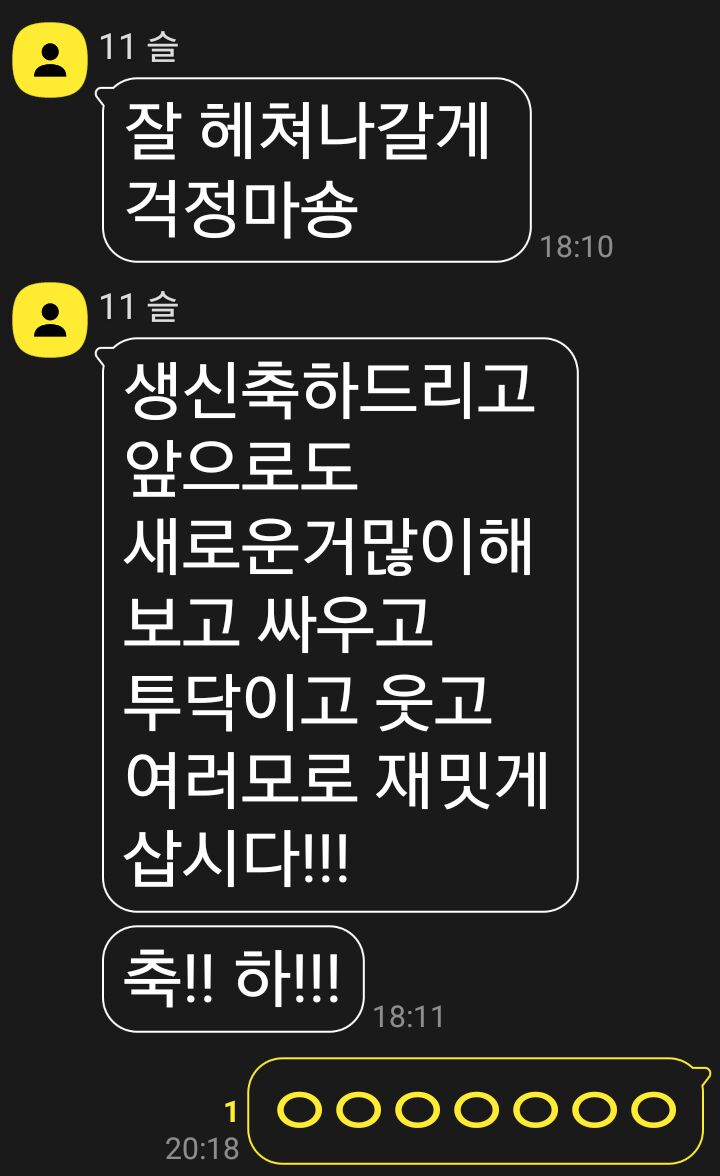 11 슬
잘 헤쳐나갈게
걱정마숑
18:10
11 슬
생신축하드리고
앞으로도
새로운거많이해
보고 싸우고
투닥이고 웃고
여러모로 재밋게
삽시다!!!
축!! 하!!!
18:11
1
ㅇㅇㅇㅇㅇㅇㅇ
20:18